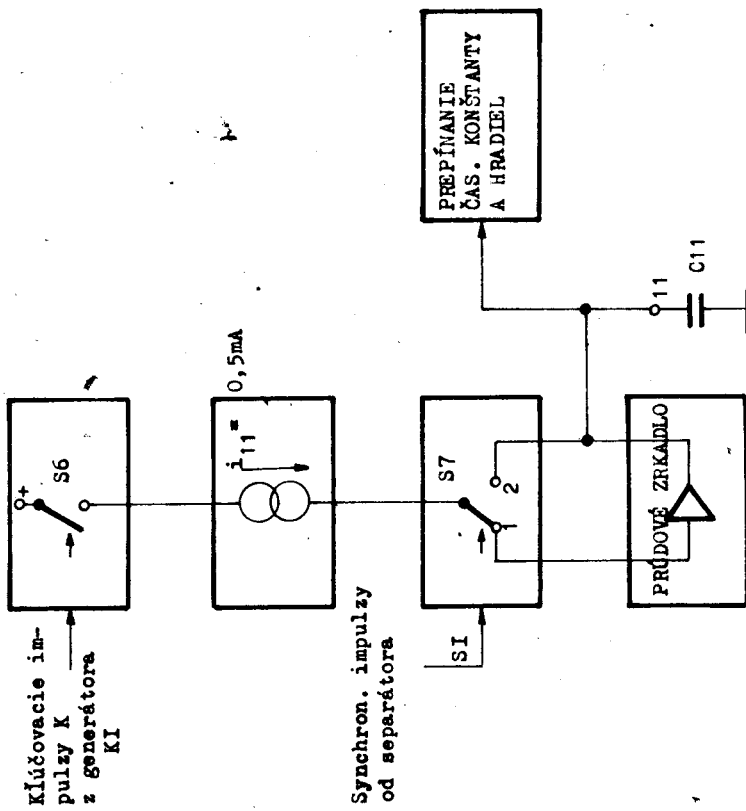 Kľúčovacie im-
pulzy K
z generátora
KI
+
S6
i11=
0,5mA
Synchron. impulzy
od separátora
SI
S7
1
2
PRÚDOVÉ ZRKADLO
PREPÍNANIE
ČAS. KONŠTANTY
A HRADIEL
11
C11